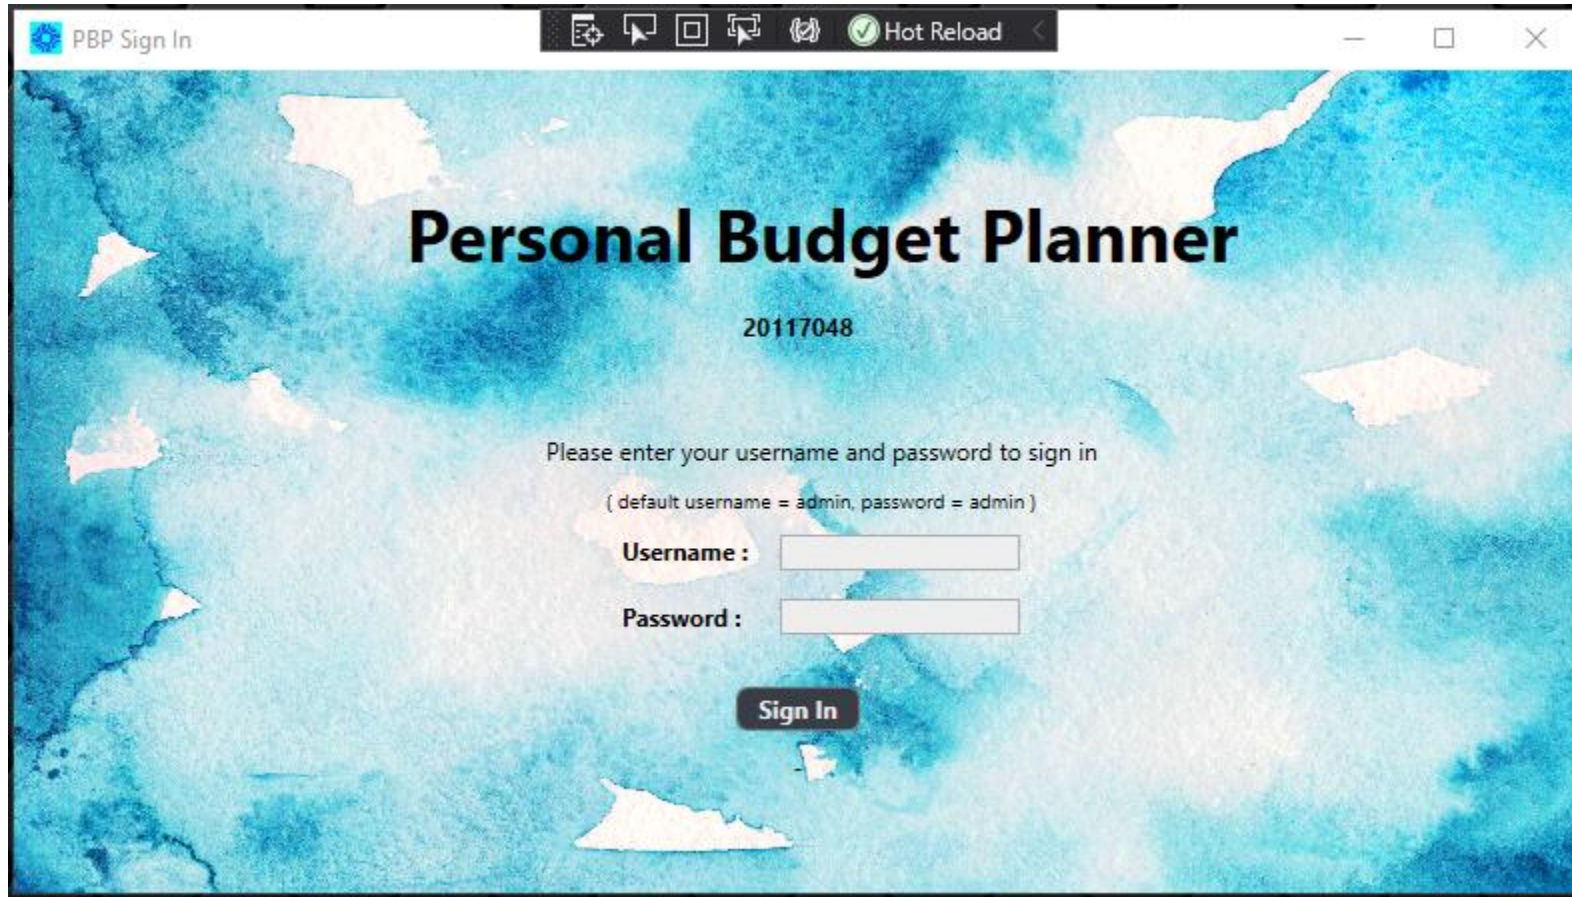 PBP Sign In
Hot Reload
Personal Budget Planner
20117048
Please enter your username and password to sign in
( default username = admin, password = admin )
Username :
Password :
Sign In
-